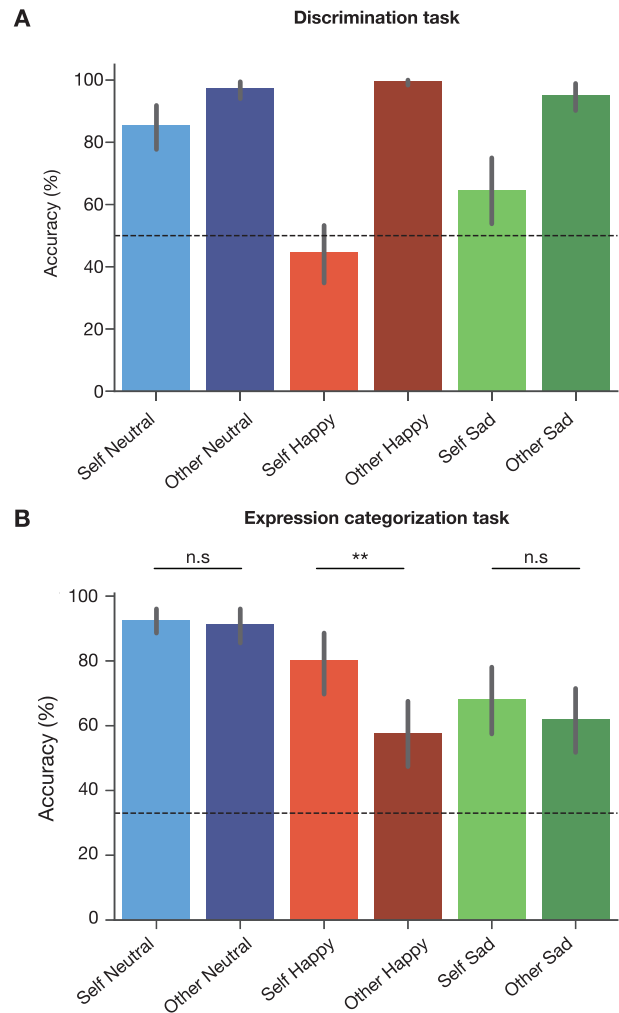 A
Discrimination task
Accuracy (%)
100
80
60
40
20
0
Self Neutral
Other Neutral
Self Happy
Other Happy
Self Sad
Other Sad
B
Expression categorization task
n.s
**
n.s
Accuracy (%)
100
80
60
40
20
0
Self Neutral
Other Neutral
Self Happy
Other Happy
Self Sad
Other Sad